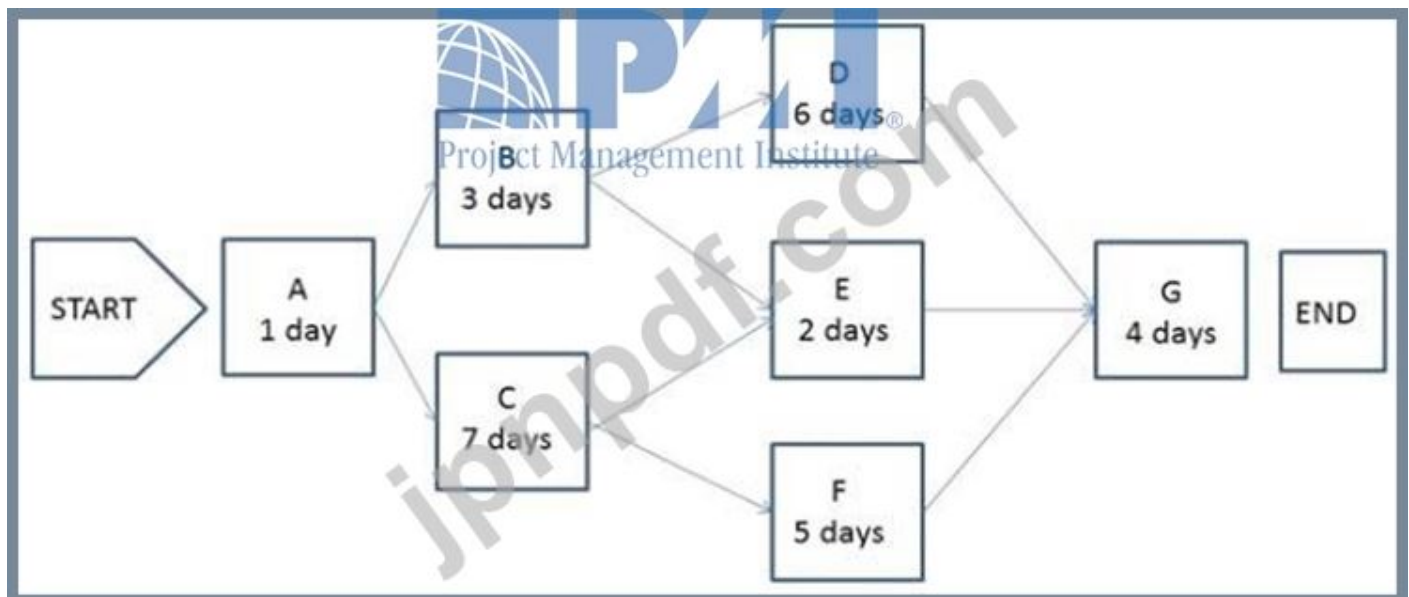 PMI®
Project Management Institute
START
A
1 day
B
3 days
C
7 days
D
6 days
E
2 days
F
5 days
G
4 days
END
jpnpdf.com